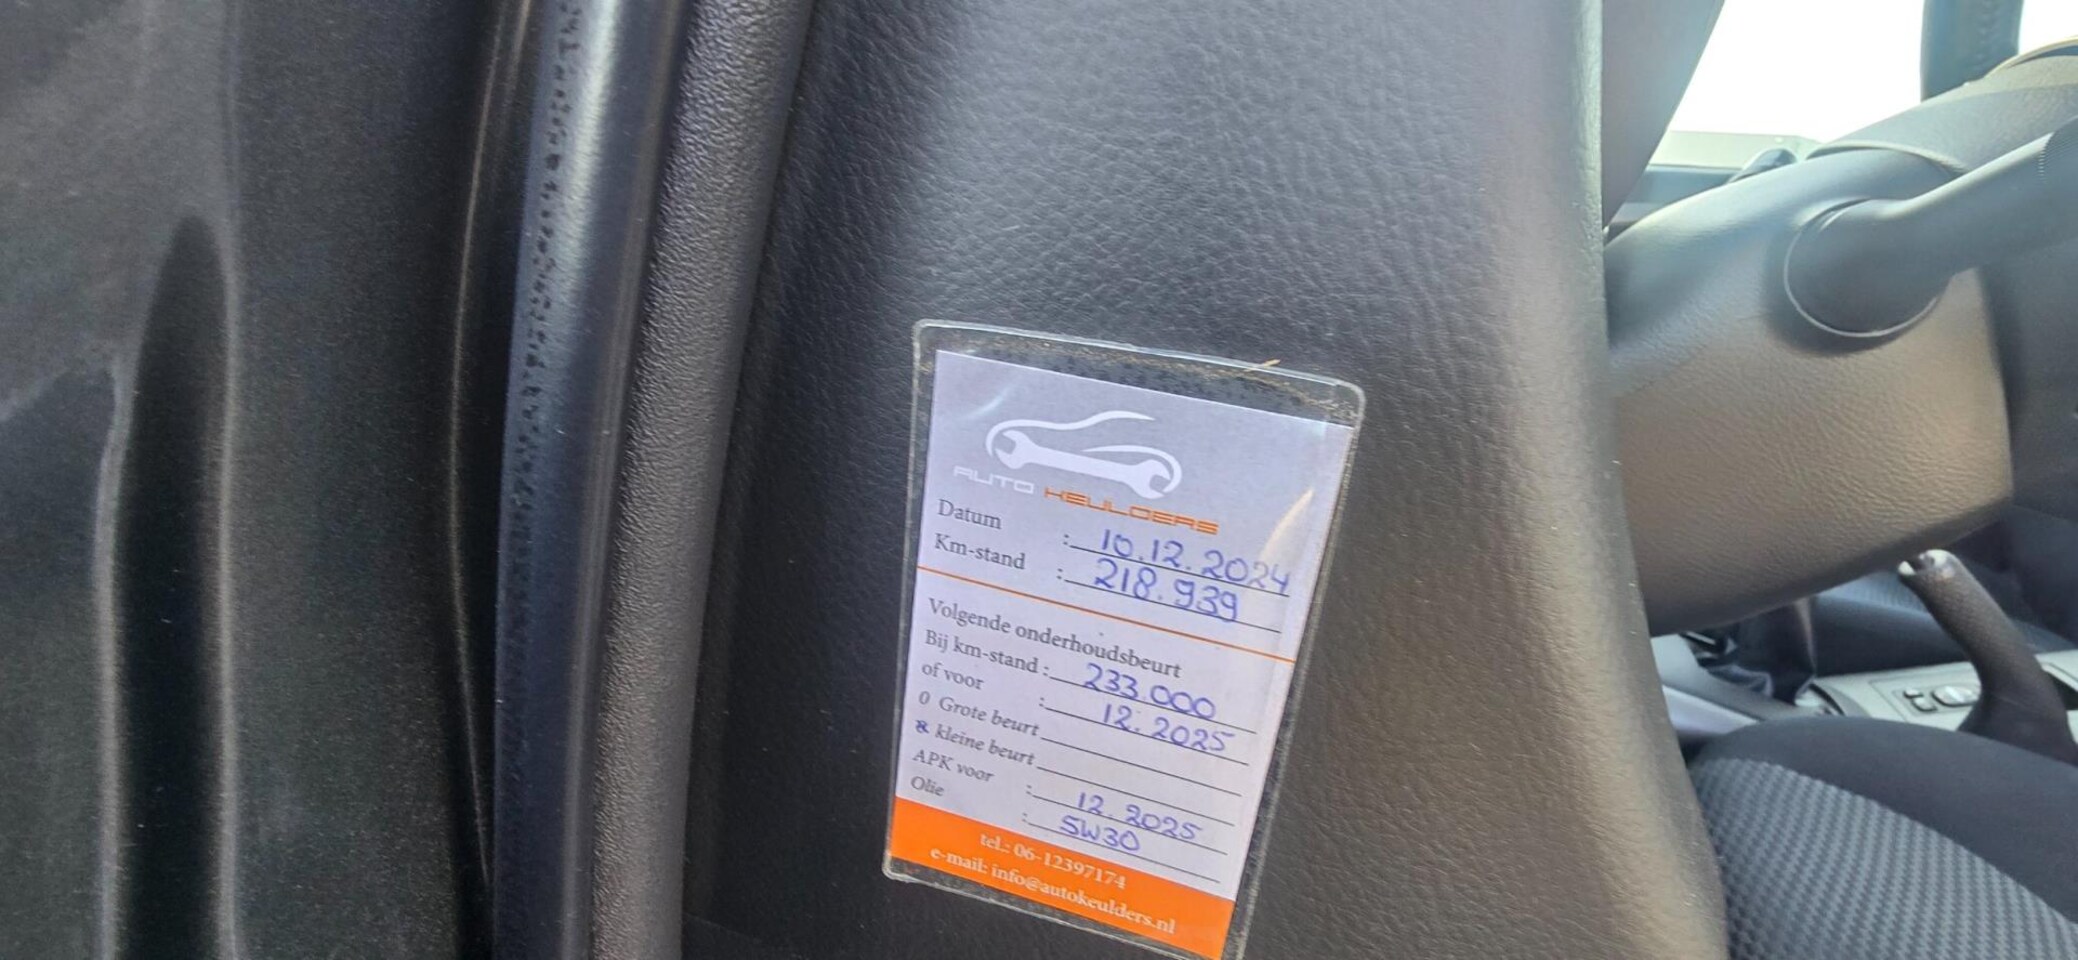 AUTO KEULDERS
Datum : 10.12.2024
Km-stand : 218.939
Volgende onderhoudsbeurt
Bij km-stand : 233.000
of voor : 12.2025
0 Grote beurt
& kleine beurt
APK voor : 12.2025
Olie : 5W30
tel.: 06-12397174
e-mail: info@autokeulders.nl